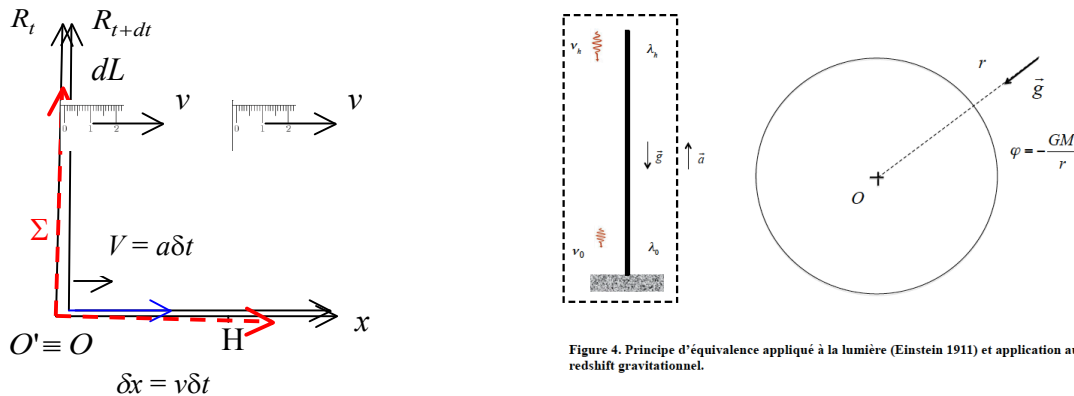 R_t R_{t+dt}
dL
v v
0 1 2 0 1 2
Σ
V = aδt
x
O' ≡ O H
δx = vδt
ν_h λ_h
g⃗ a⃗
ν_0 λ_0
r
g⃗
φ = -GM/r
O
Figure 4. Principe d'équivalence appliqué à la lumière (Einstein 1911) et application au
redshift gravitationnel.